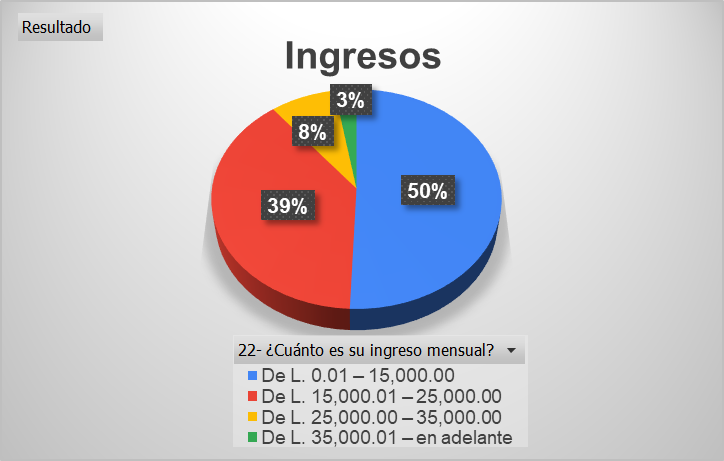 Resultado
Ingresos
3%
8%
50%
39%
22- ¿Cuánto es su ingreso mensual?
De L. 0.01 – 15,000.00
De L. 15,000.01 – 25,000.00
De L. 25,000.00 – 35,000.00
De L. 35,000.01 – en adelante